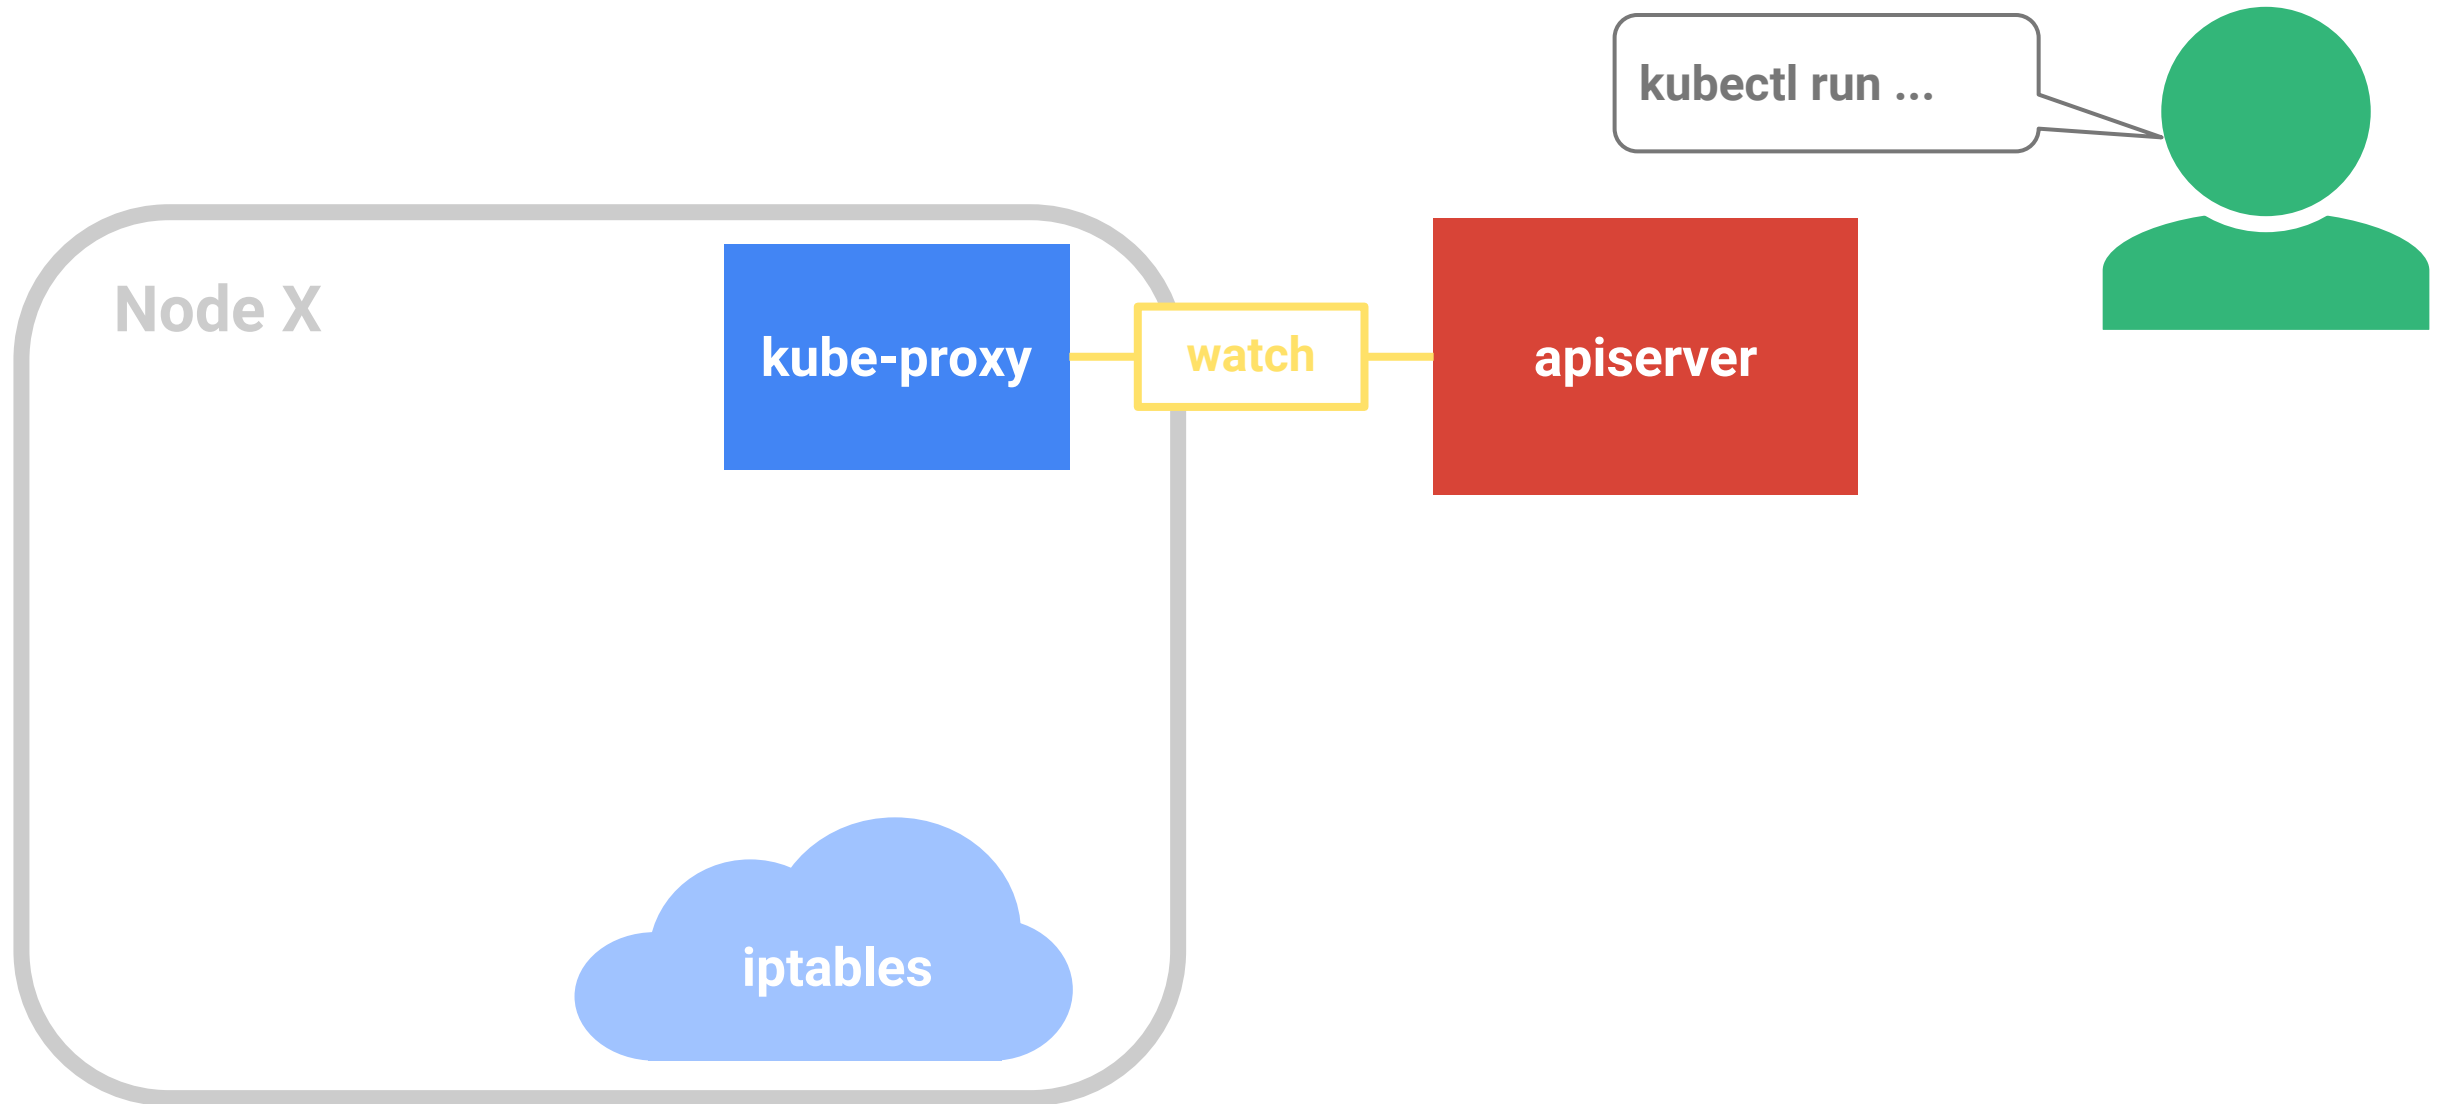 kubectl run ...
Node X
kube-proxy
watch
apiserver
iptables